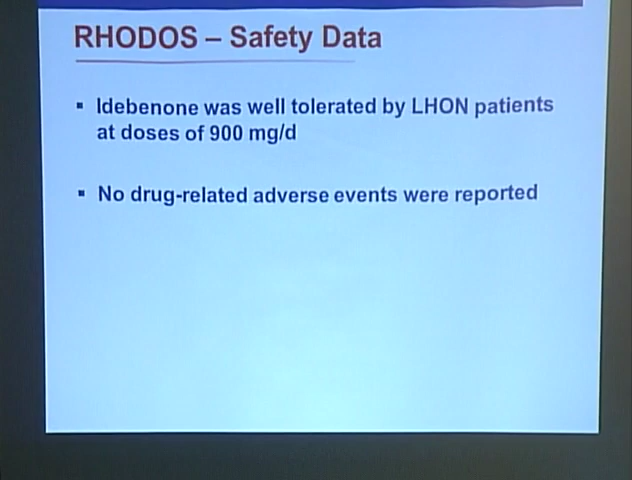 RHODOS – Safety Data
▪ Idebenone was well tolerated by LHON patients
at doses of 900 mg/d
▪ No drug-related adverse events were reported